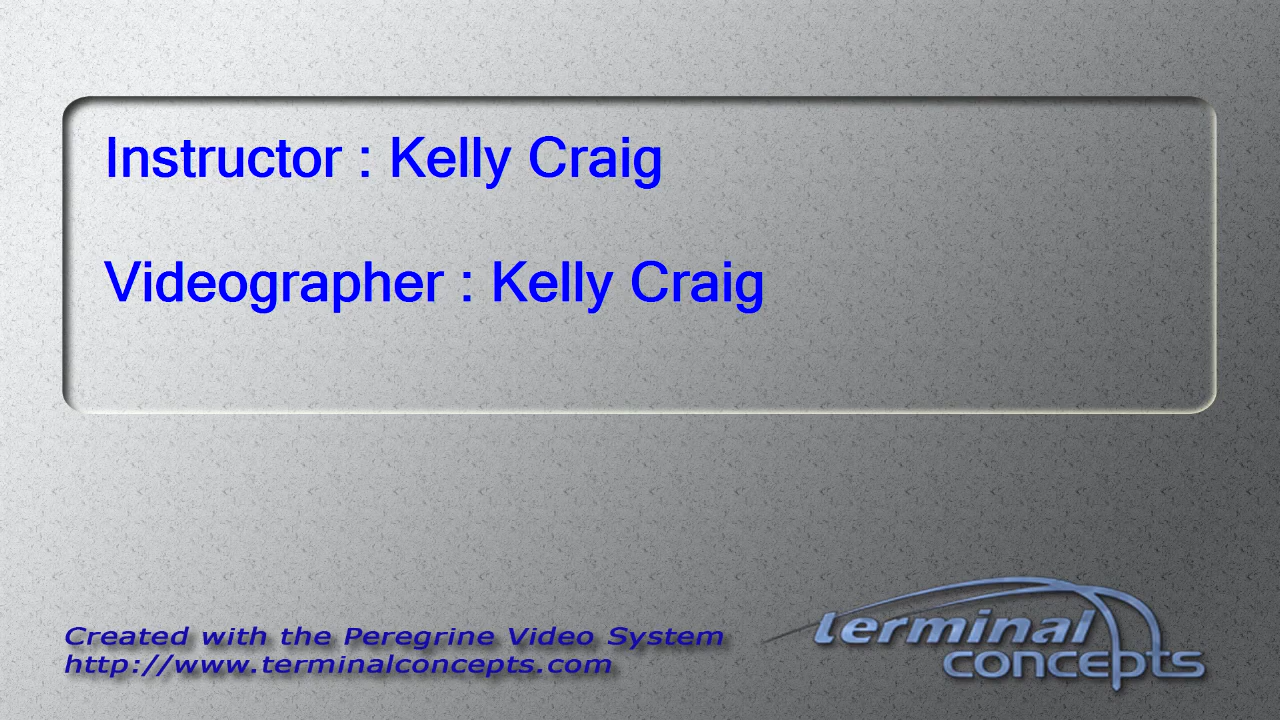 Instructor : Kelly Craig
Videographer : Kelly Craig
Created with the Peregrine Video System
http://www.terminalconcepts.com
terminal
concepts